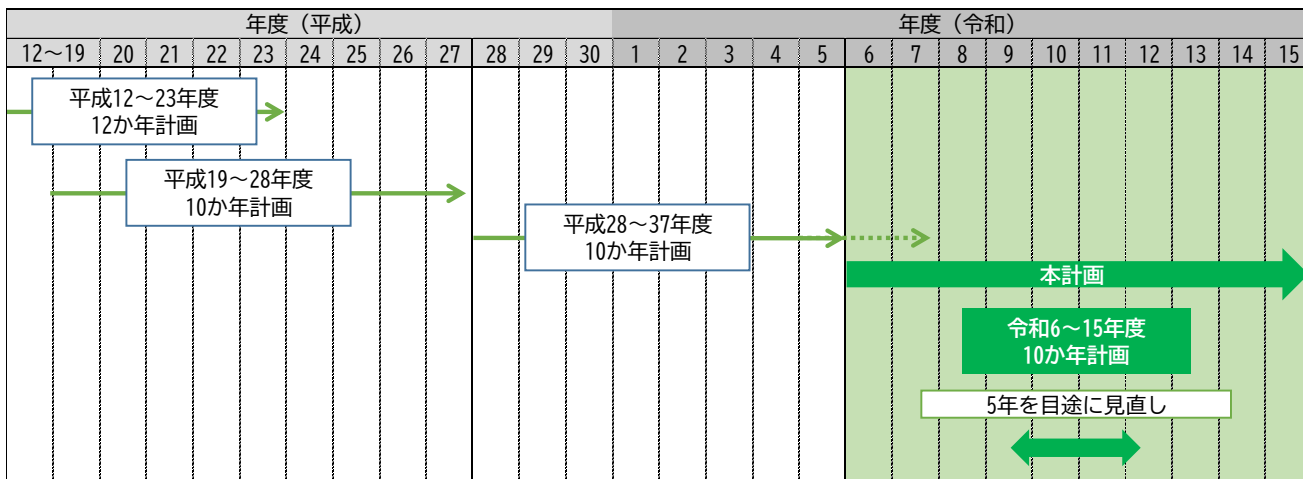 年度（平成） 年度（令和）
12～19 20 21 22 23 24 25 26 27 28 29 30 1 2 3 4 5 6 7 8 9 10 11 12 13 14 15
平成12～23年度
12か年計画
平成19～28年度
10か年計画
平成28～37年度
10か年計画
本計画
令和6～15年度
10か年計画
5年を目途に見直し